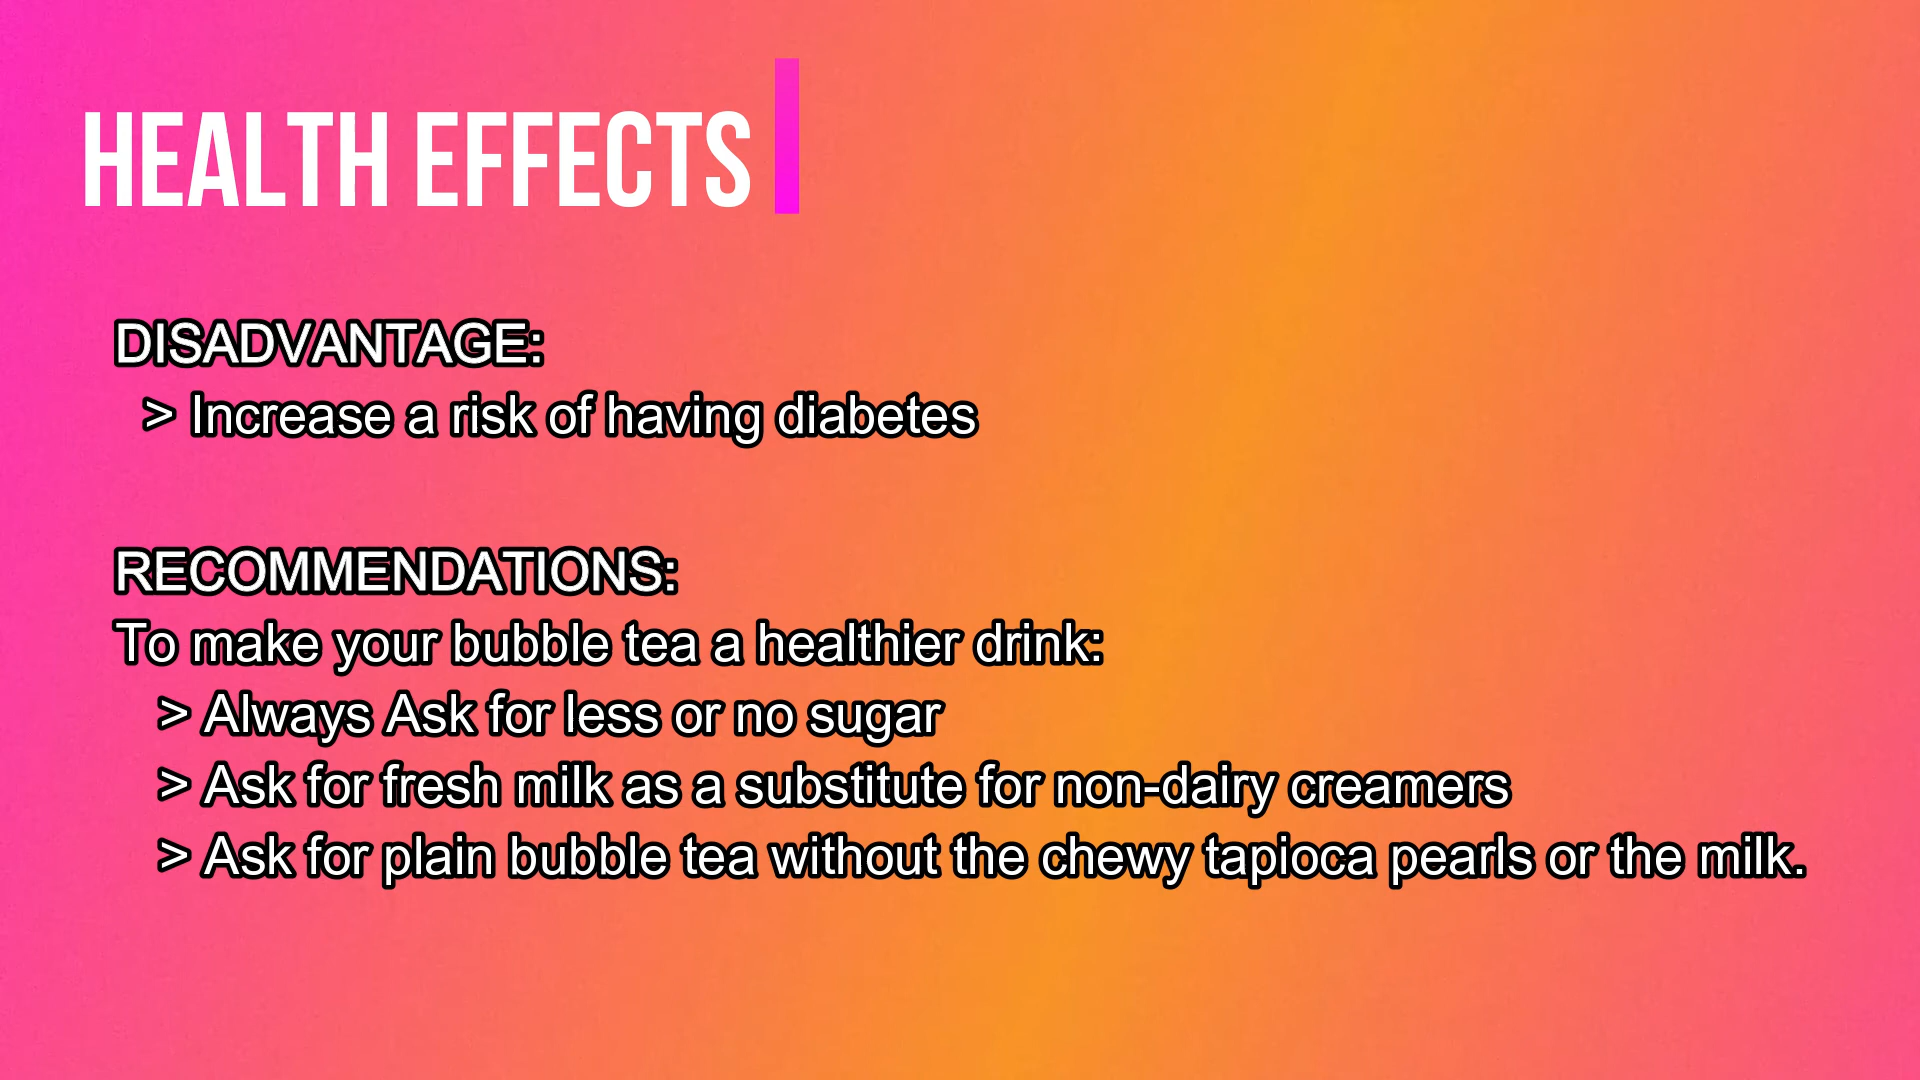 HEALTH EFFECTS
DISADVANTAGE:
> Increase a risk of having diabetes
RECOMMENDATIONS:
To make your bubble tea a healthier drink:
> Always Ask for less or no sugar
> Ask for fresh milk as a substitute for non-dairy creamers
> Ask for plain bubble tea without the chewy tapioca pearls or the milk.